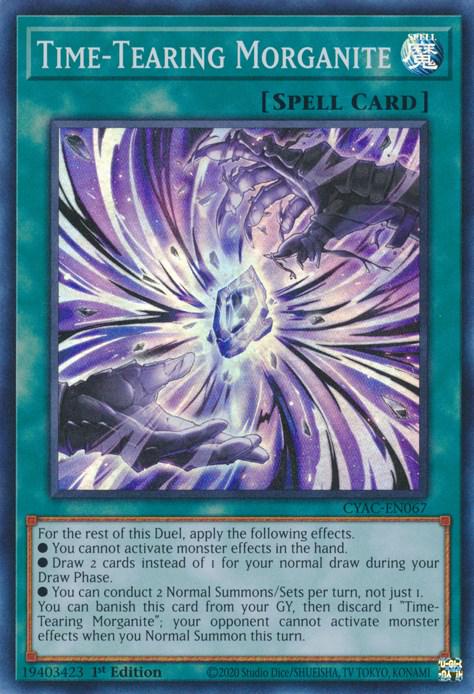 TIME-TEARING MORGANITE
SPELL
魔
[SPELL CARD]
CYAC-EN067
For the rest of this Duel, apply the following effects.
● You cannot activate monster effects in the hand.
● Draw 2 cards instead of 1 for your normal draw during your
Draw Phase.
● You can conduct 2 Normal Summons/Sets per turn, not just 1.
You can banish this card from your GY, then discard 1 "Time-
Tearing Morganite"; your opponent cannot activate monster
effects when you Normal Summon this turn.
19403423 1st Edition
©2020 Studio Dice/SHUEISHA, TV TOKYO, KONAMI